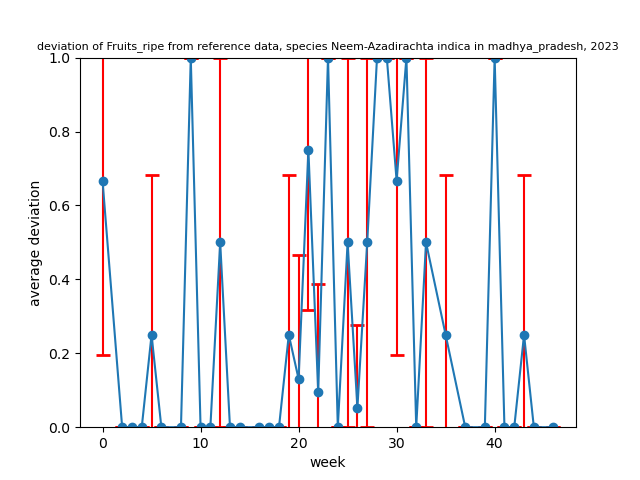 deviation of Fruits_ripe from reference data, species Neem-Azadirachta indica in madhya_pradesh, 2023
1.0
0.8
0.6
0.4
0.2
0.0
average deviation
0 10 20 30 40
week